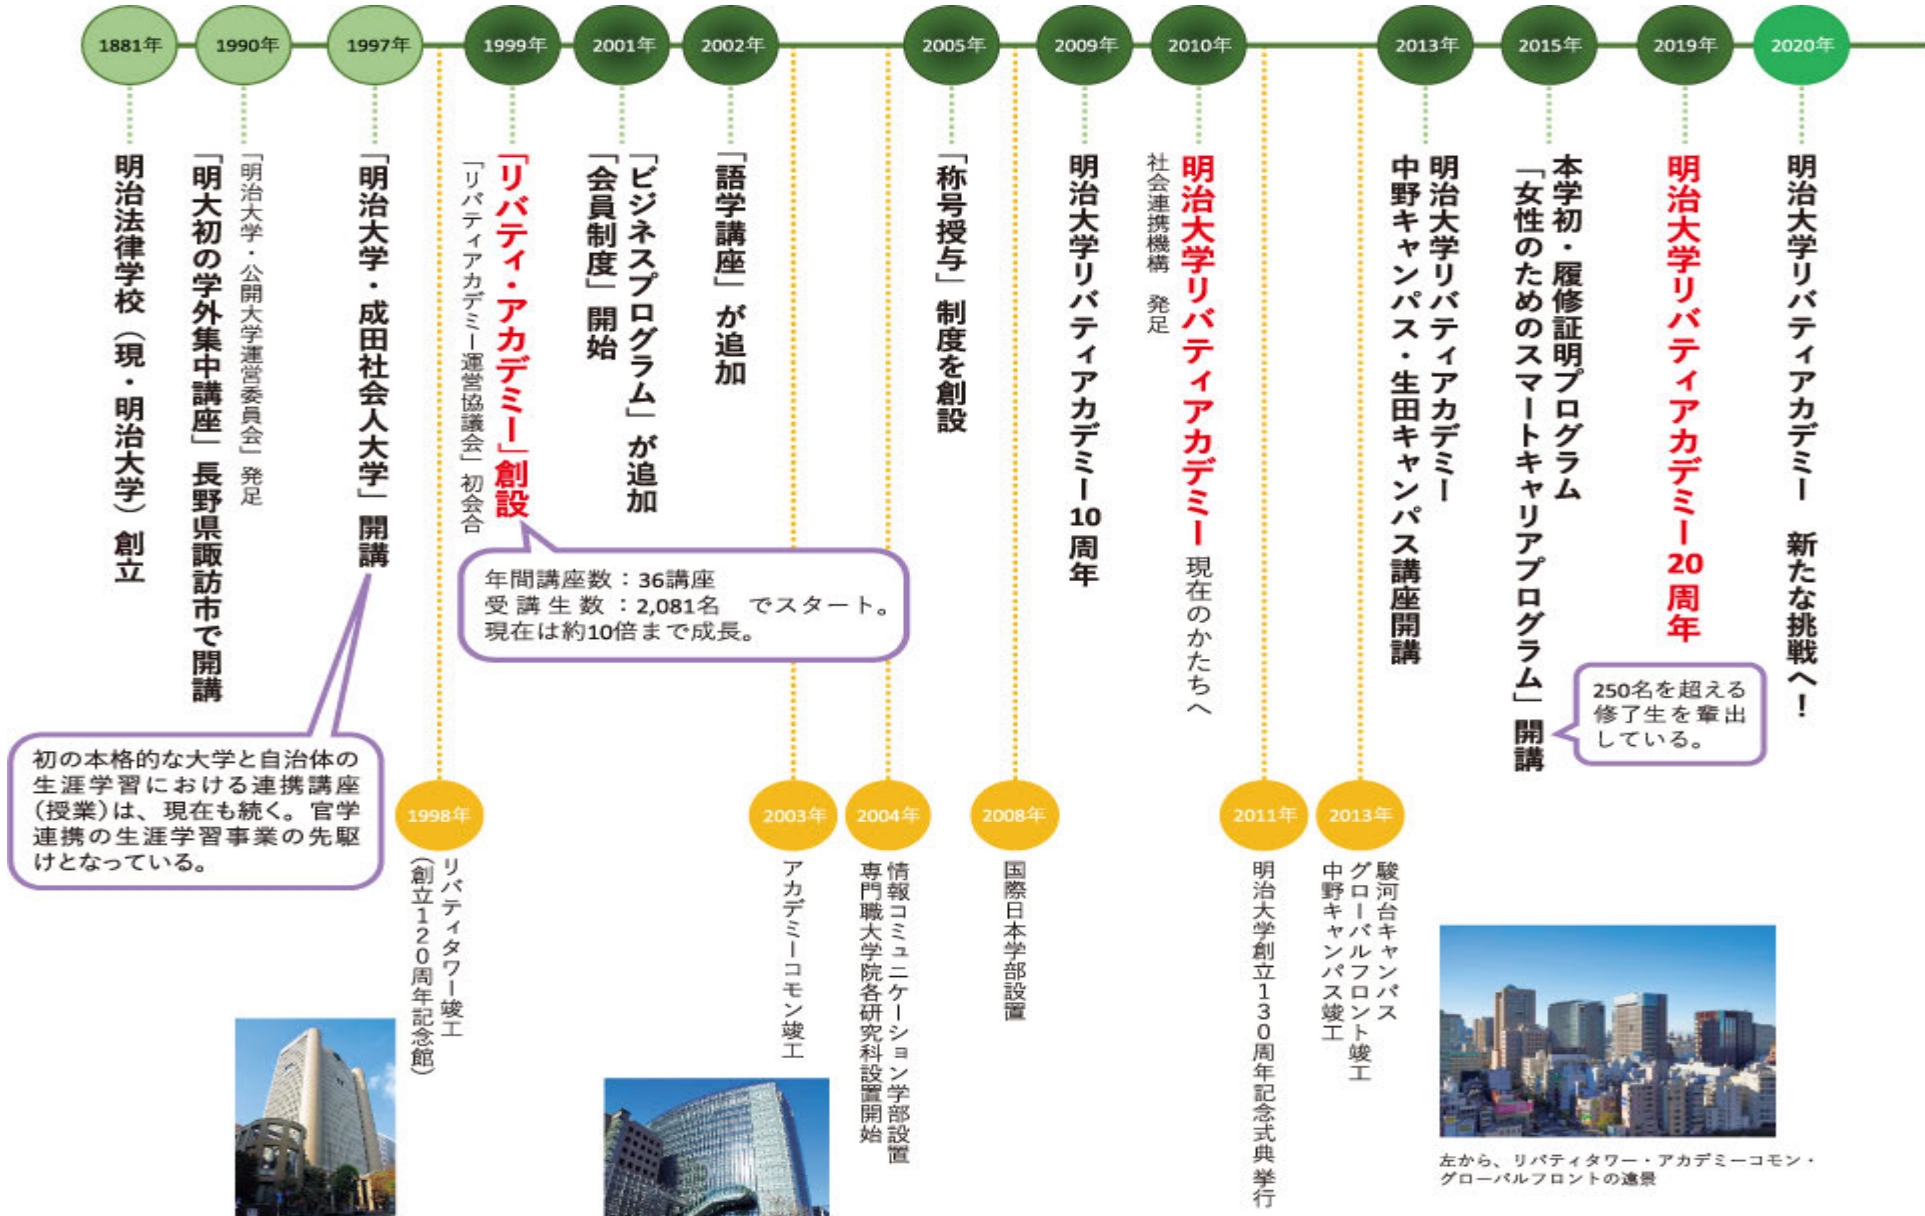 1881年
明治法律学校（現・明治大学）創立
1990年
「明治大学・公開大学運営委員会」発足
「明大初の学外集中講座」長野県諏訪市で開講
1997年
「明治大学・成田社会人大学」開講
初の本格的な大学と自治体の
生涯学習における連携講座
(授業)は、現在も続く。官学
連携の生涯学習事業の先駆
けとなっている。
1999年
「リバティ・アカデミー」創設
「リバティアカデミー運営協議会」初会合
年間講座数：36講座
受講生数：2,081名　でスタート。
現在は約10倍まで成長。
2001年
「ビジネスプログラム」が追加
「会員制度」開始
2002年
「語学講座」が追加
2005年
「称号授与」制度を創設
2009年
明治大学リバティアカデミー10周年
2010年
明治大学リバティアカデミー 現在のかたちへ
社会連携機構　発足
2013年
明治大学リバティアカデミー
中野キャンパス・生田キャンパス講座開講
2015年
本学初・履修証明プログラム
「女性のためのスマートキャリアプログラム」開講
250名を超える
修了生を輩出
している。
2019年
明治大学リバティアカデミー20周年
2020年
明治大学リバティアカデミー　新たな挑戦へ！
1998年
リバティタワー竣工
（創立120周年記念館）
2003年
アカデミーコモン竣工
2004年
情報コミュニケーション学部設置
専門職大学院各研究科設置開始
2008年
国際日本学部設置
2011年
明治大学創立130周年記念式典 挙行
2013年
駿河台キャンパス
グローバルフロント竣工
中野キャンパス竣工
左から、リバティタワー・アカデミーコモン・
グローバルフロントの遠景